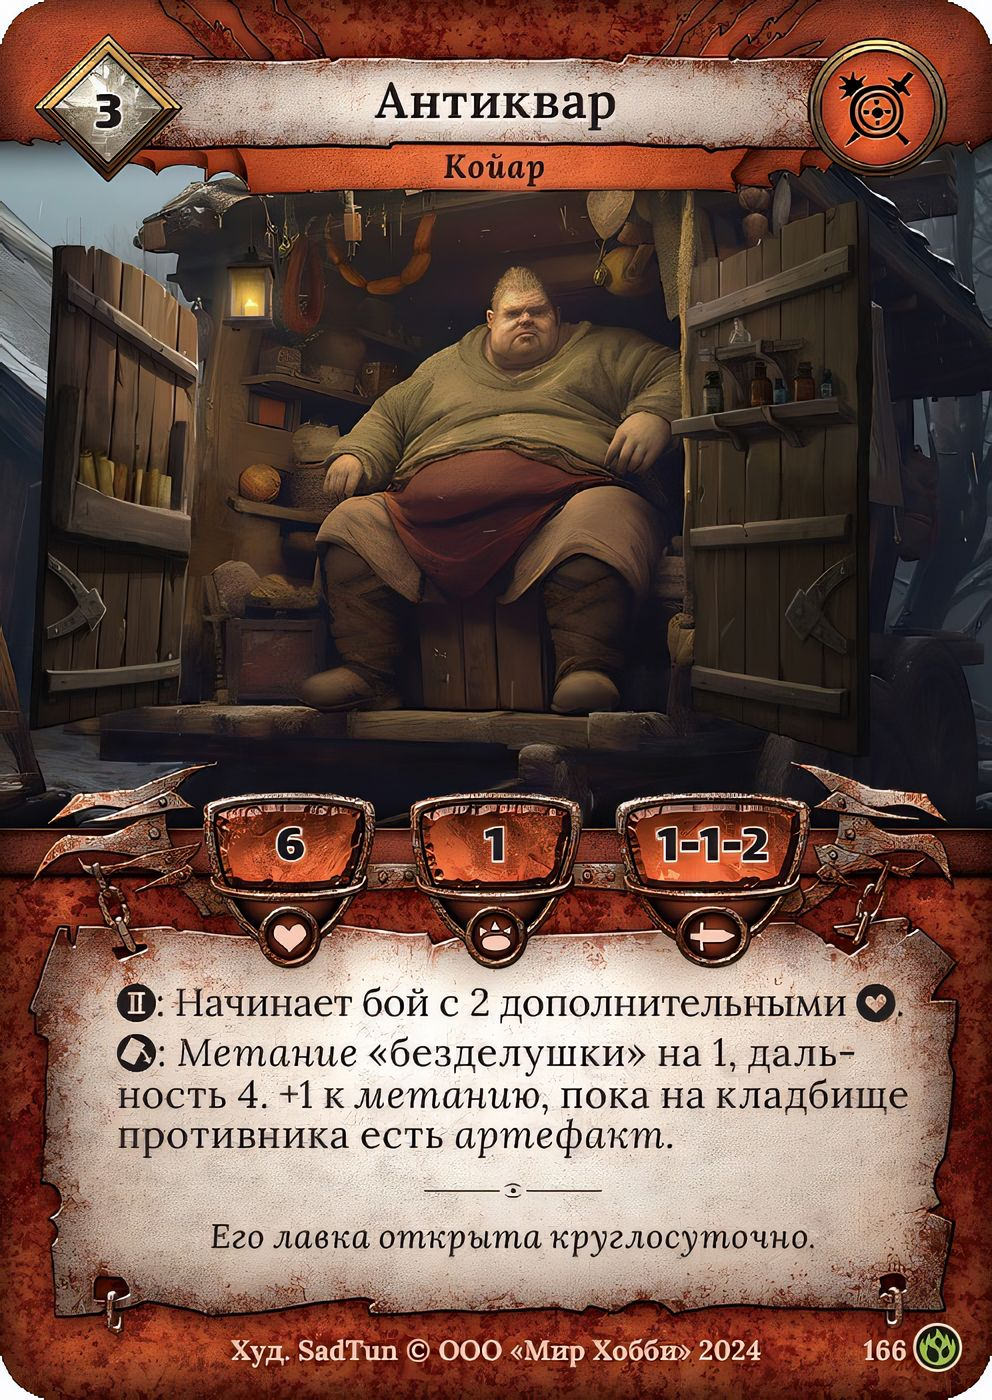 3
Антиквар
Койар
6
1
1-1-2
II: Начинает бой с 2 дополнительными .
: Метание «безделушки» на 1, даль-
ность 4. +1 к метанию, пока на кладбище
противника есть артефакт.
Его лавка открыта круглосуточно.
Худ. SadTun © ООО «Мир Хобби» 2024
166